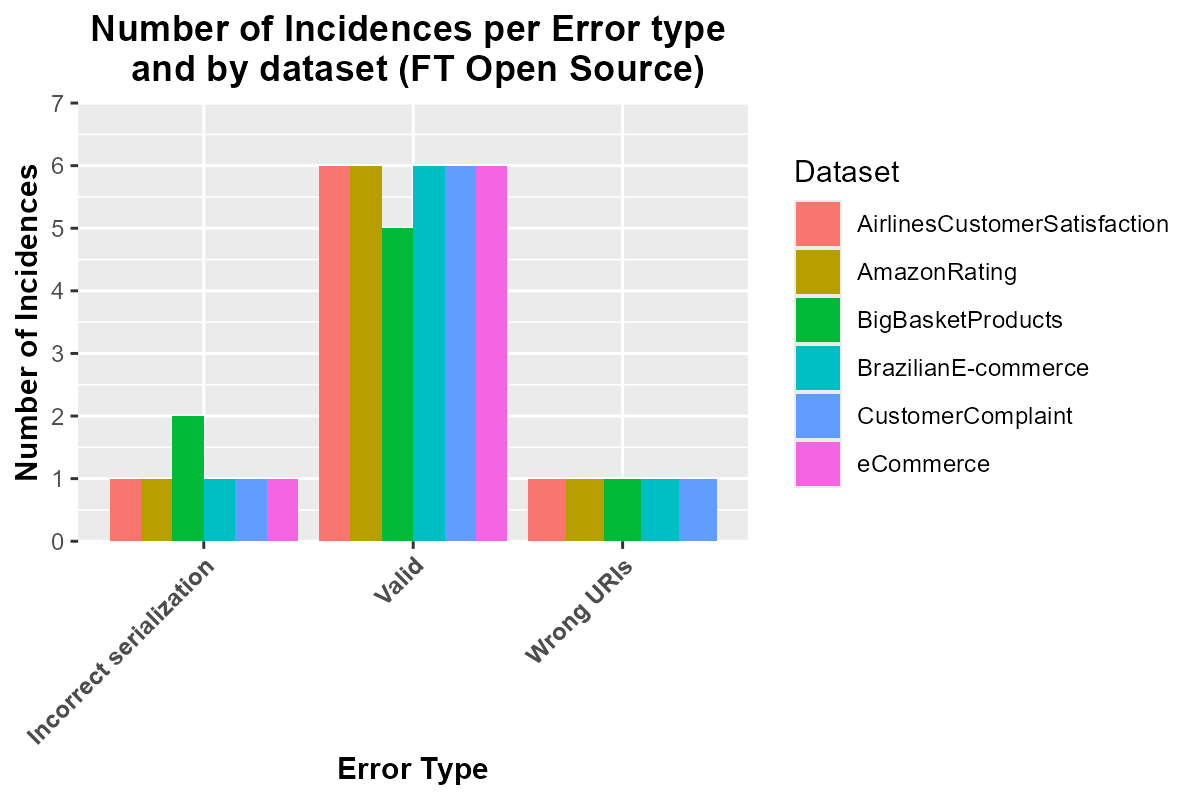 Number of Incidences per Error type
and by dataset (FT Open Source)
Number of Incidences
7
6
5
4
3
2
1
0
Incorrect serialization
Valid
Wrong URIs
Error Type
Dataset
AirlinesCustomerSatisfaction
AmazonRating
BigBasketProducts
BrazilianE-commerce
CustomerComplaint
eCommerce